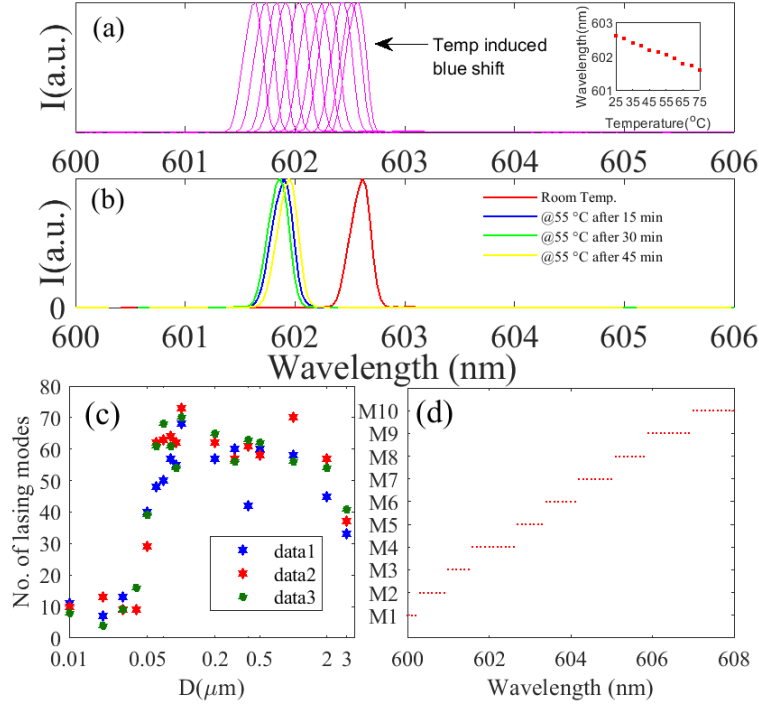 (a)
I(a.u.)
Temp induced
blue shift
Wavelength(nm)
603
602
601
25 35 45 55 65 75
Temperature(°C)
600 601 602 603 604 605 606
(b)
I(a.u.)
0
Room Temp.
@55 °C after 15 min
@55 °C after 30 min
@55 °C after 45 min
600 601 602 603 604 605 606
Wavelength (nm)
(c)
No. of lasing modes
80
70
60
50
40
30
20
10
0
data1
data2
data3
0.01 0.05 0.2 0.5 2 3
D(μm)
(d)
M10
M9
M8
M7
M6
M5
M4
M3
M2
M1
600 602 604 606 608
Wavelength (nm)